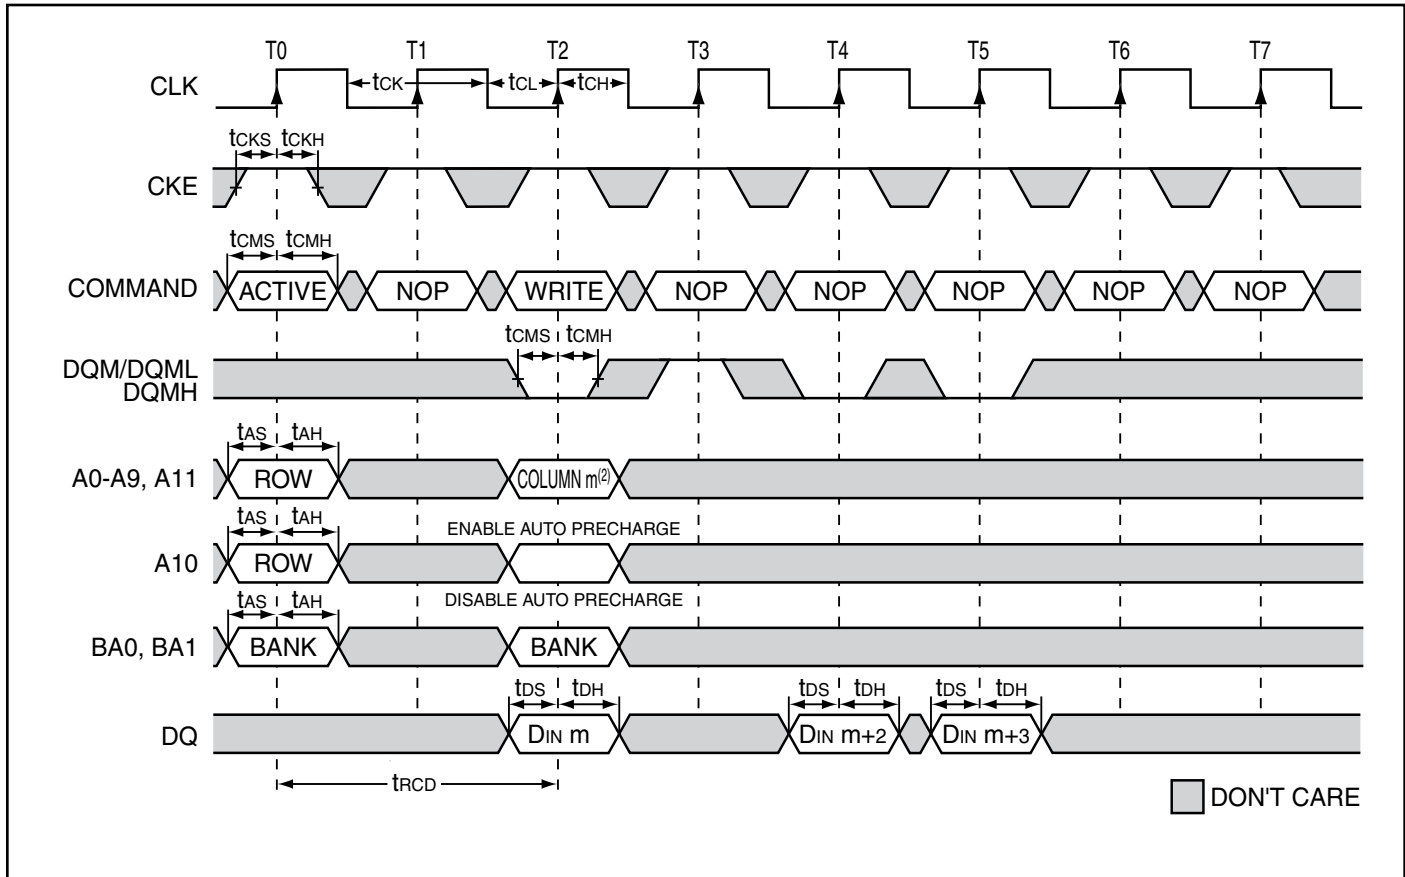 T0 T1 T2 T3 T4 T5 T6 T7
CLK tCK tCL tCH
tCKS tCKH
CKE
tCMS tCMH
COMMAND ACTIVE NOP WRITE NOP NOP NOP NOP NOP
tCMS tCMH
DQM/DQML
DQMH
tAS tAH
A0-A9, A11 ROW COLUMN m(2)
tAS tAH ENABLE AUTO PRECHARGE
A10 ROW
tAS tAH DISABLE AUTO PRECHARGE
BA0, BA1 BANK BANK
tDS tDH tDS tDH tDS tDH
DQ DIN m DIN m+2 DIN m+3
tRCD
DON'T CARE